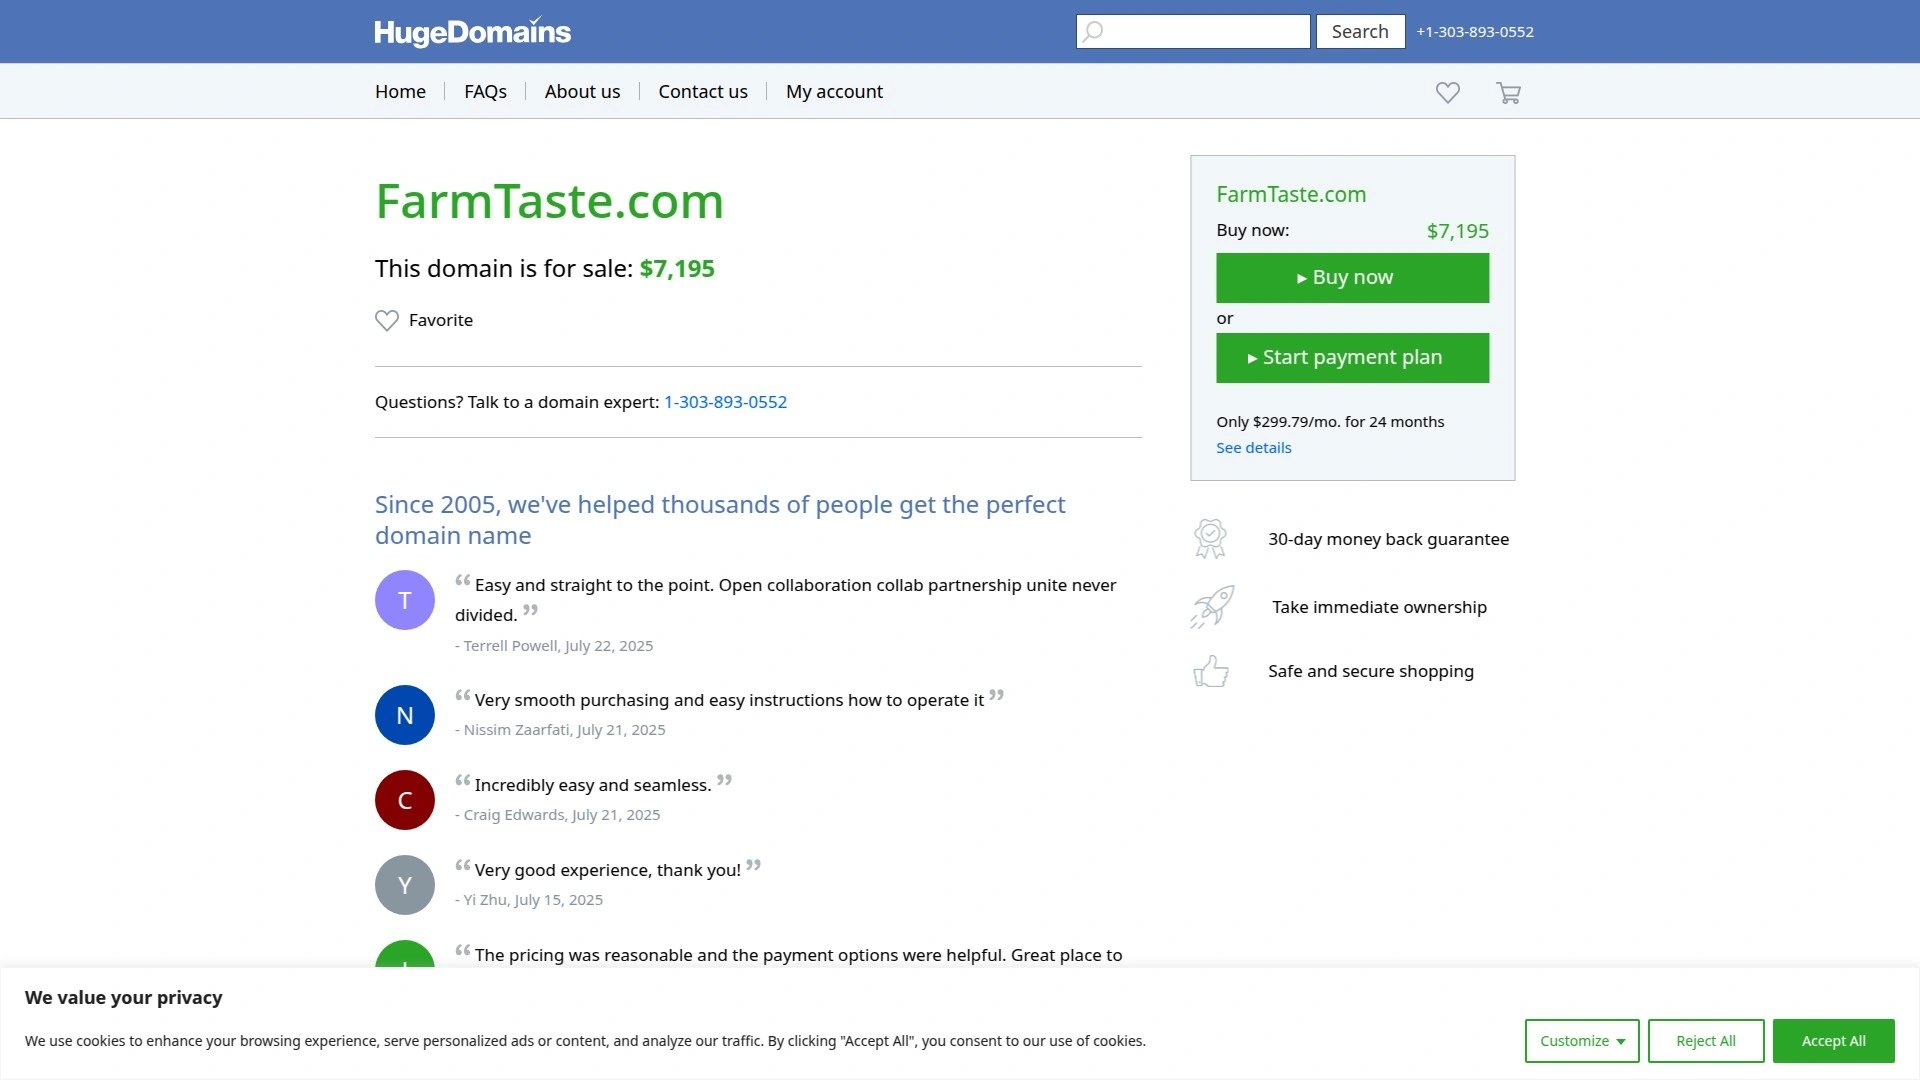 HugeDomains
Search
+1-303-893-0552
Home
FAQs
About us
Contact us
My account
FarmTaste.com
This domain is for sale: $7,195
Favorite
Questions? Talk to a domain expert: 1-303-893-0552
Since 2005, we've helped thousands of people get the perfect
domain name
T
“Easy and straight to the point. Open collaboration collab partnership unite never
divided.”
- Terrell Powell, July 22, 2025
N
“Very smooth purchasing and easy instructions how to operate it”
- Nissim Zaarfati, July 21, 2025
C
“Incredibly easy and seamless.”
- Craig Edwards, July 21, 2025
Y
“Very good experience, thank you!”
- Yi Zhu, July 15, 2025
“The pricing was reasonable and the payment options were helpful. Great place to
FarmTaste.com
Buy now: $7,195
▸ Buy now
or
▸ Start payment plan
Only $299.79/mo. for 24 months
See details
30-day money back guarantee
Take immediate ownership
Safe and secure shopping
We value your privacy
We use cookies to enhance your browsing experience, serve personalized ads or content, and analyze our traffic. By clicking "Accept All", you consent to our use of cookies.
Customize
Reject All
Accept All